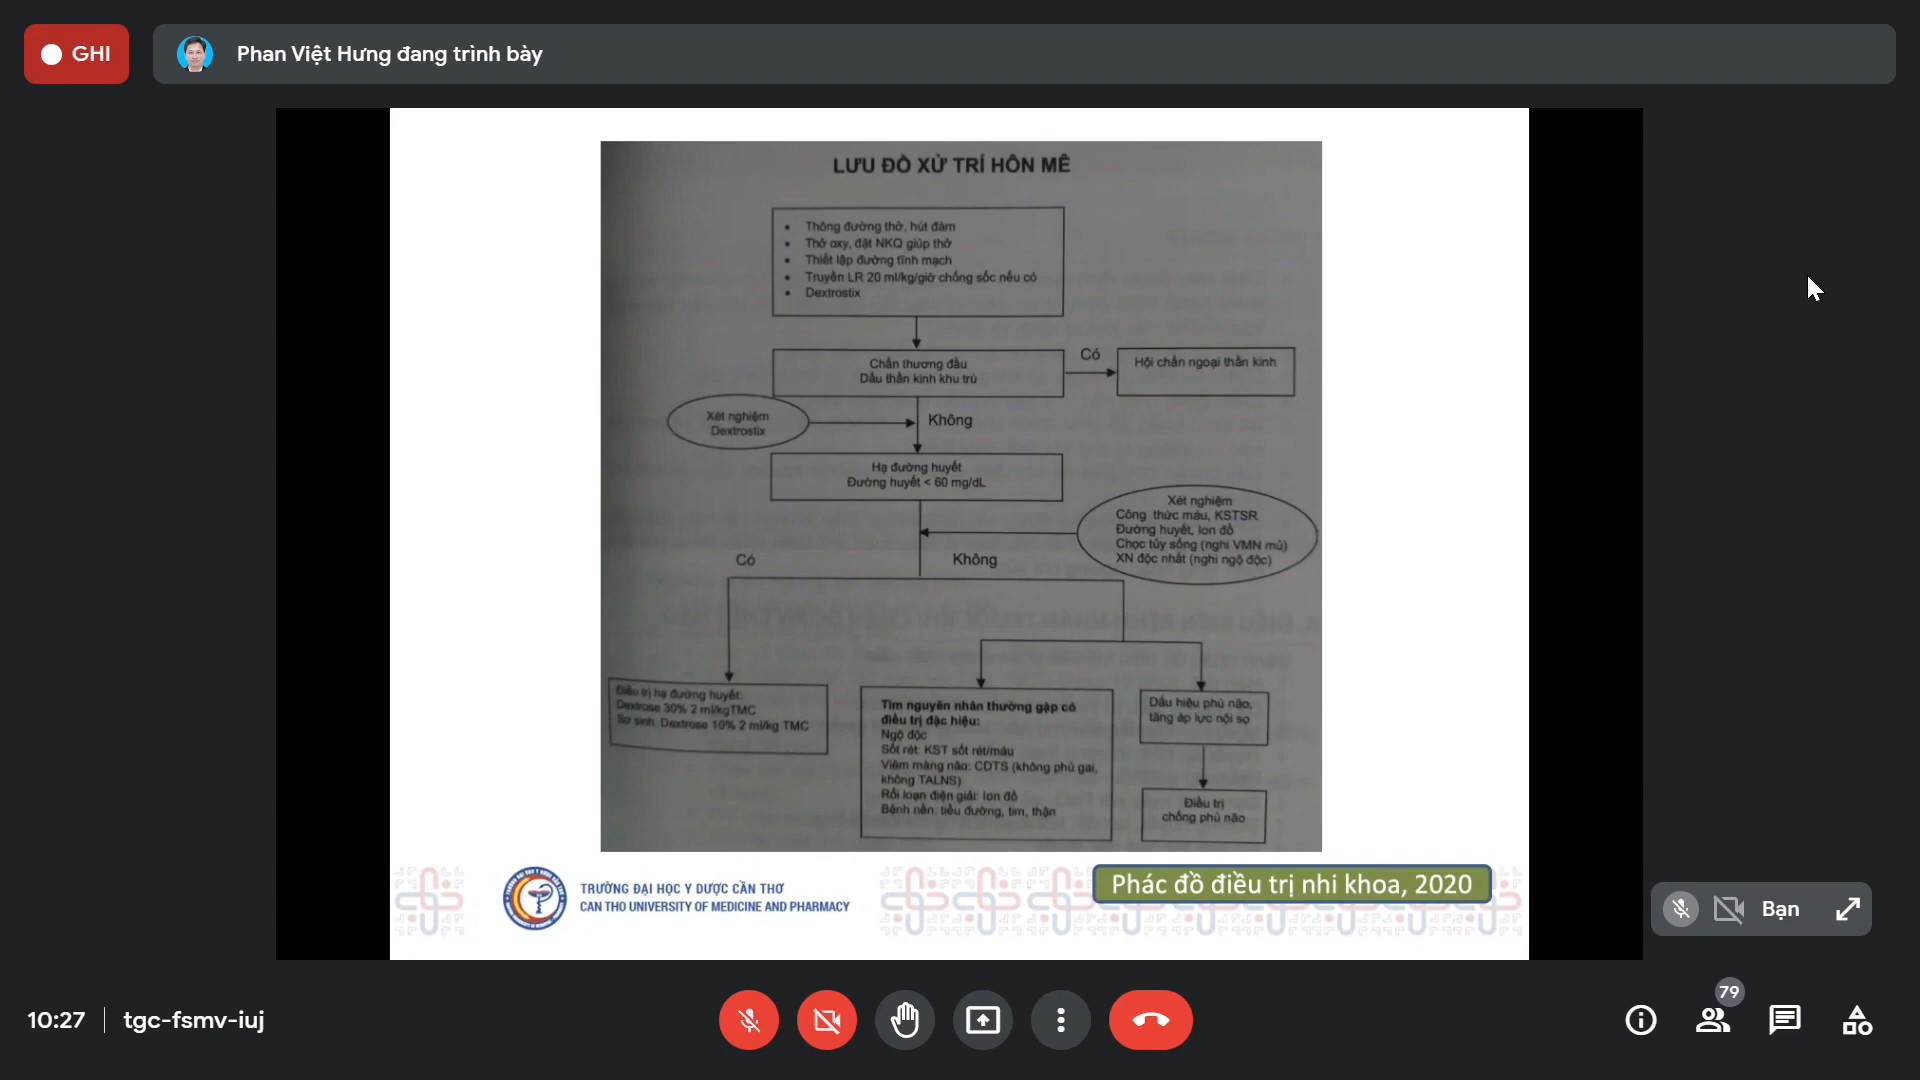 GHI
Phan Việt Hưng đang trình bày
LƯU ĐỒ XỬ TRÍ HÔN MÊ
• Thông đường thở, hút đàm
• Thở oxy, đặt NKQ giúp thở
• Thiết lập đường tĩnh mạch
• Truyền LR 20 ml/kg/giờ chống sốc nếu có
• Dextrostix
Chấn thương đầu
Dấu thần kinh khu trú
Có
Hội chẩn ngoại thần kinh
Xét nghiệm
Dextrostix
Không
Hạ đường huyết
Đường huyết < 60 mg/dL
Xét nghiệm
Công thức máu, KSTSR
Đường huyết, Ion đồ
Chọc tủy sống (nghi VMN mủ)
XN độc nhất (nghi ngộ độc)
Có
Không
Điều trị hạ đường huyết:
Dextrose 30% 2 ml/kgTMC
Sơ sinh: Dextrose 10% 2 ml/kg TMC
Tìm nguyên nhân thường gặp có
điều trị đặc hiệu:
Ngộ độc
Sốt rét: KST sốt rét/máu
Viêm màng não: CDTS (không phù gai,
không TALNS)
Rối loạn điện giải: Ion đồ
Bệnh nền: tiểu đường, tim, thận
Dấu hiệu phù não,
tăng áp lực nội sọ
Điều trị
chống phù não
TRƯỜNG ĐẠI HỌC Y DƯỢC CẦN THƠ
CAN THO UNIVERSITY OF MEDICINE AND PHARMACY
Phác đồ điều trị nhi khoa, 2020
Bạn
10:27
tgc-fsmv-iuj
79